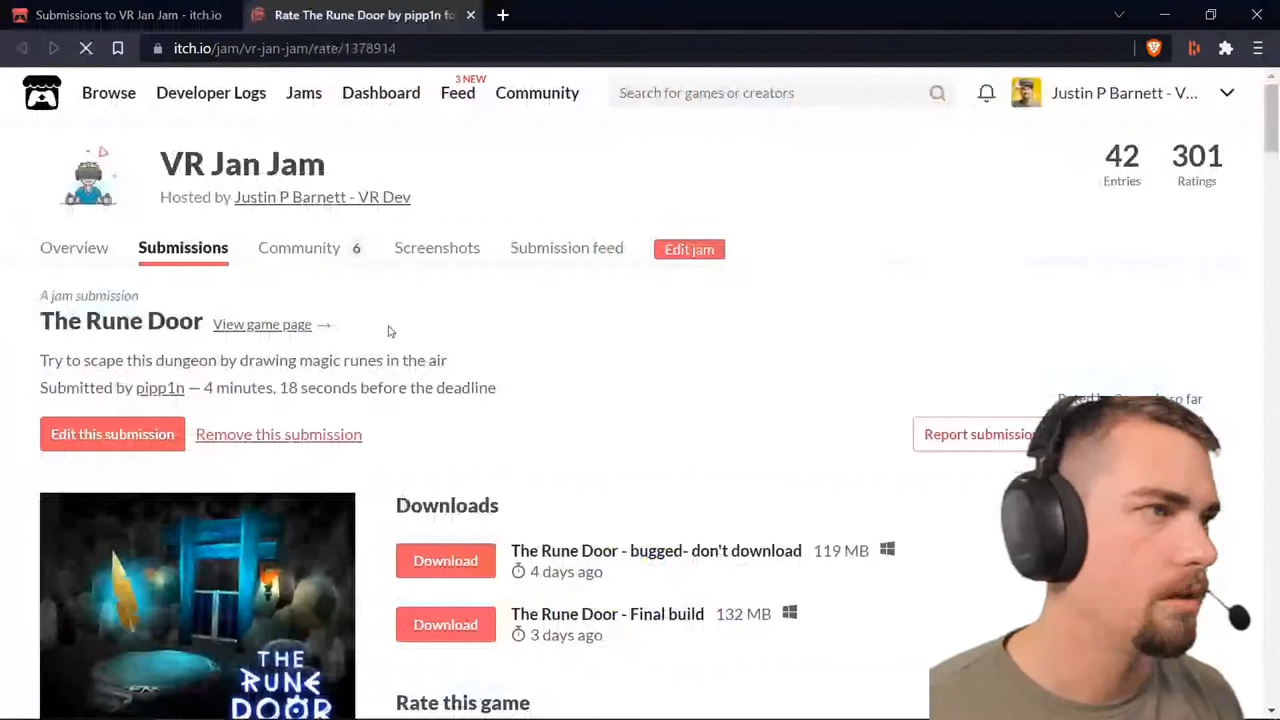 Submissions to VR Jan Jam - itch.io
Rate The Rune Door by pipp1n fo
itch.io/jam/vr-jan-jam/rate/1378914
3 NEW
Browse Developer Logs Jams Dashboard Feed Community Search for games or creators Justin P Barnett - V...
VR Jan Jam
Hosted by Justin P Barnett - VR Dev
42 301
Entries Ratings
Overview Submissions Community 6 Screenshots Submission feed Edit jam
A jam submission
The Rune Door View game page →
Try to scape this dungeon by drawing magic runes in the air
Submitted by pipp1n — 4 minutes, 18 seconds before the deadline
so far
Edit this submission Remove this submission Report submissio
Downloads
Download The Rune Door - bugged- don't download 119 MB
4 days ago
Download The Rune Door - Final build 132 MB
3 days ago
THE
RUNE
DOOR
Rate this game